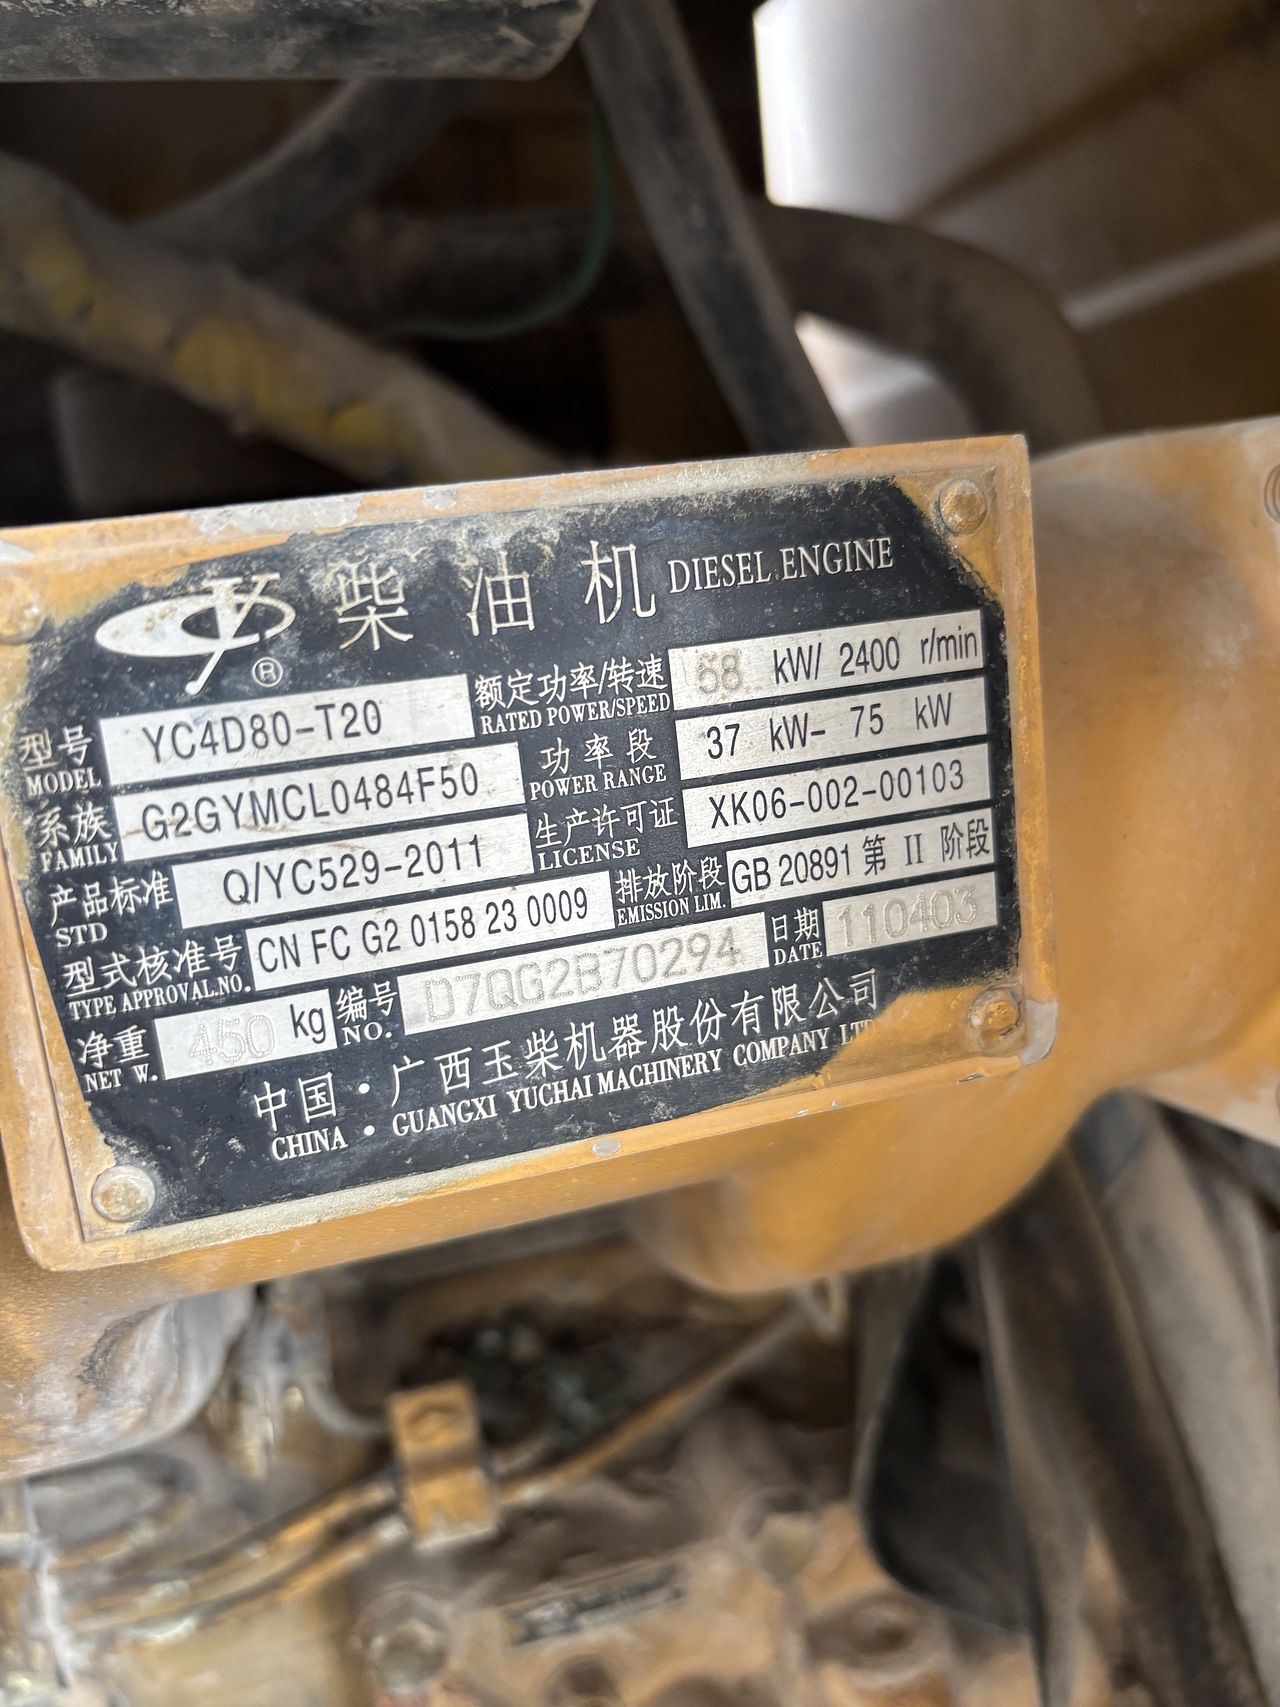 柴油机 DIESEL ENGINE
额定功率/转速 58 kW/ 2400 r/min
RATED POWER/SPEED
型号 YC4D80-T20
MODEL
功率段 37 kW- 75 kW
POWER RANGE
系族 G2GYMCL0484F50
FAMILY
生产许可证 XK06-002-00103
LICENSE
产品标准 Q/YC529-2011
STD
排放阶段 GB 20891 第 II 阶段
EMISSION LIM.
型式核准号 CN FC G2 0158 23 0009
TYPE APPROVAL.NO.
日期 110403
DATE
净重 450 kg
NET W.
编号 D7QG2B70294
NO.
中国·广西玉柴机器股份有限公司
CHINA · GUANGXI YUCHAI MACHINERY COMPANY LTD